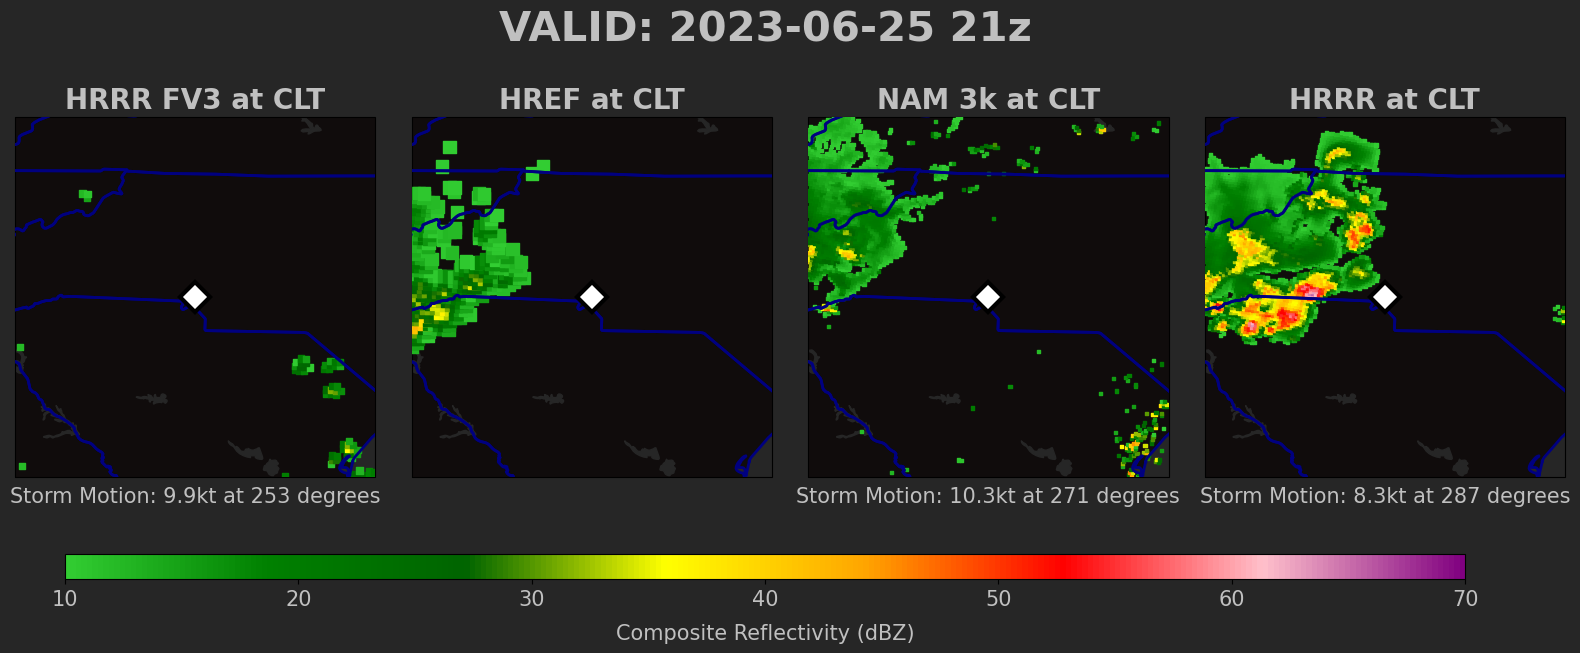 VALID: 2023-06-25 21z
HRRR FV3 at CLT
HREF at CLT
NAM 3k at CLT
HRRR at CLT
Storm Motion: 9.9kt at 253 degrees
Storm Motion: 10.3kt at 271 degrees
Storm Motion: 8.3kt at 287 degrees
10 20 30 40 50 60 70
Composite Reflectivity (dBZ)